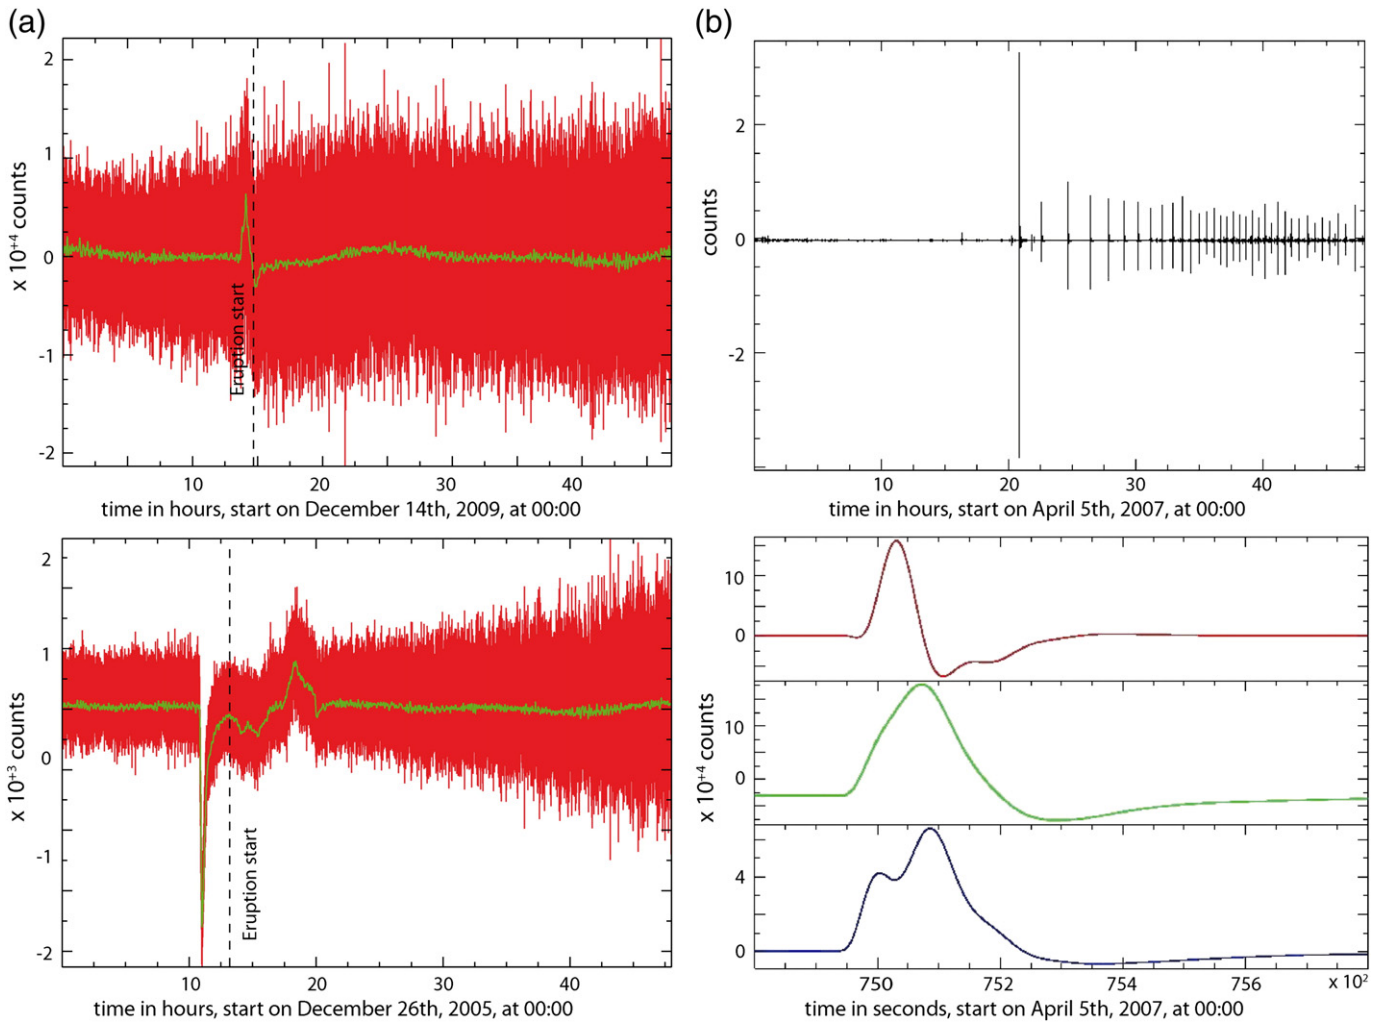 (a)
2
1
0
-1
-2
x 10⁺⁴ counts
Eruption start
10 20 30 40
time in hours, start on December 14th, 2009, at 00:00
2
1
0
-1
-2
x 10⁺³ counts
Eruption start
10 20 30 40
time in hours, start on December 26th, 2005, at 00:00
(b)
2
0
-2
counts
10 20 30 40
time in hours, start on April 5th, 2007, at 00:00
10
0
10
0
4
0
x 10⁺⁴ counts
750 752 754 756 x 10²
time in seconds, start on April 5th, 2007, at 00:00